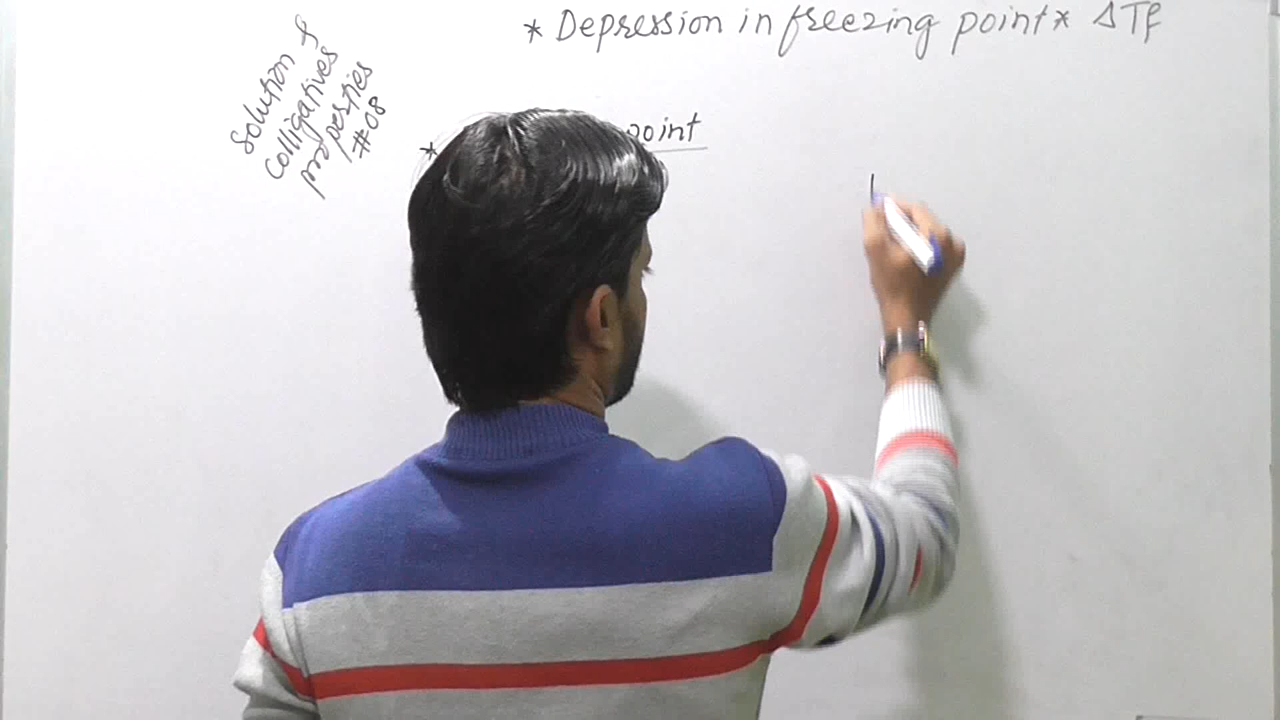 * Depression in freezing point * ΔTf
Solution &
colligatives
properties
#08
* point